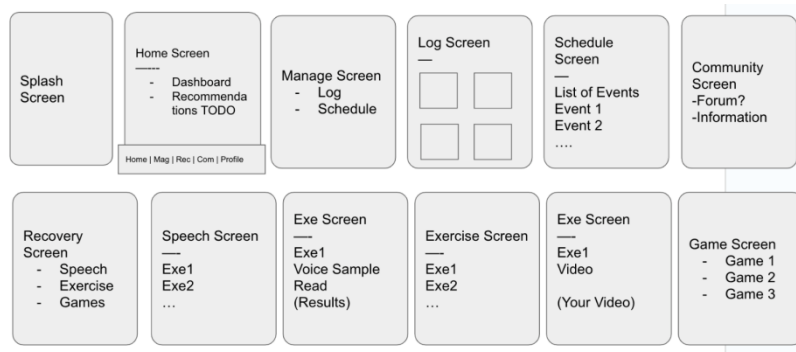 Splash
Screen
Home Screen
—---
- Dashboard
- Recommenda
tions TODO
Home | Mag | Rec | Com | Profile
Manage Screen
- Log
- Schedule
Log Screen
—
Schedule
Screen
—
List of Events
Event 1
Event 2
....
Community
Screen
-Forum?
-Information
Recovery
Screen
- Speech
- Exercise
- Games
Speech Screen
—-
Exe1
Exe2
...
Exe Screen
—-
Exe1
Voice Sample
Read
(Results)
Exercise Screen
—-
Exe1
Exe2
...
Exe Screen
—-
Exe1
Video
(Your Video)
Game Screen
- Game 1
- Game 2
- Game 3